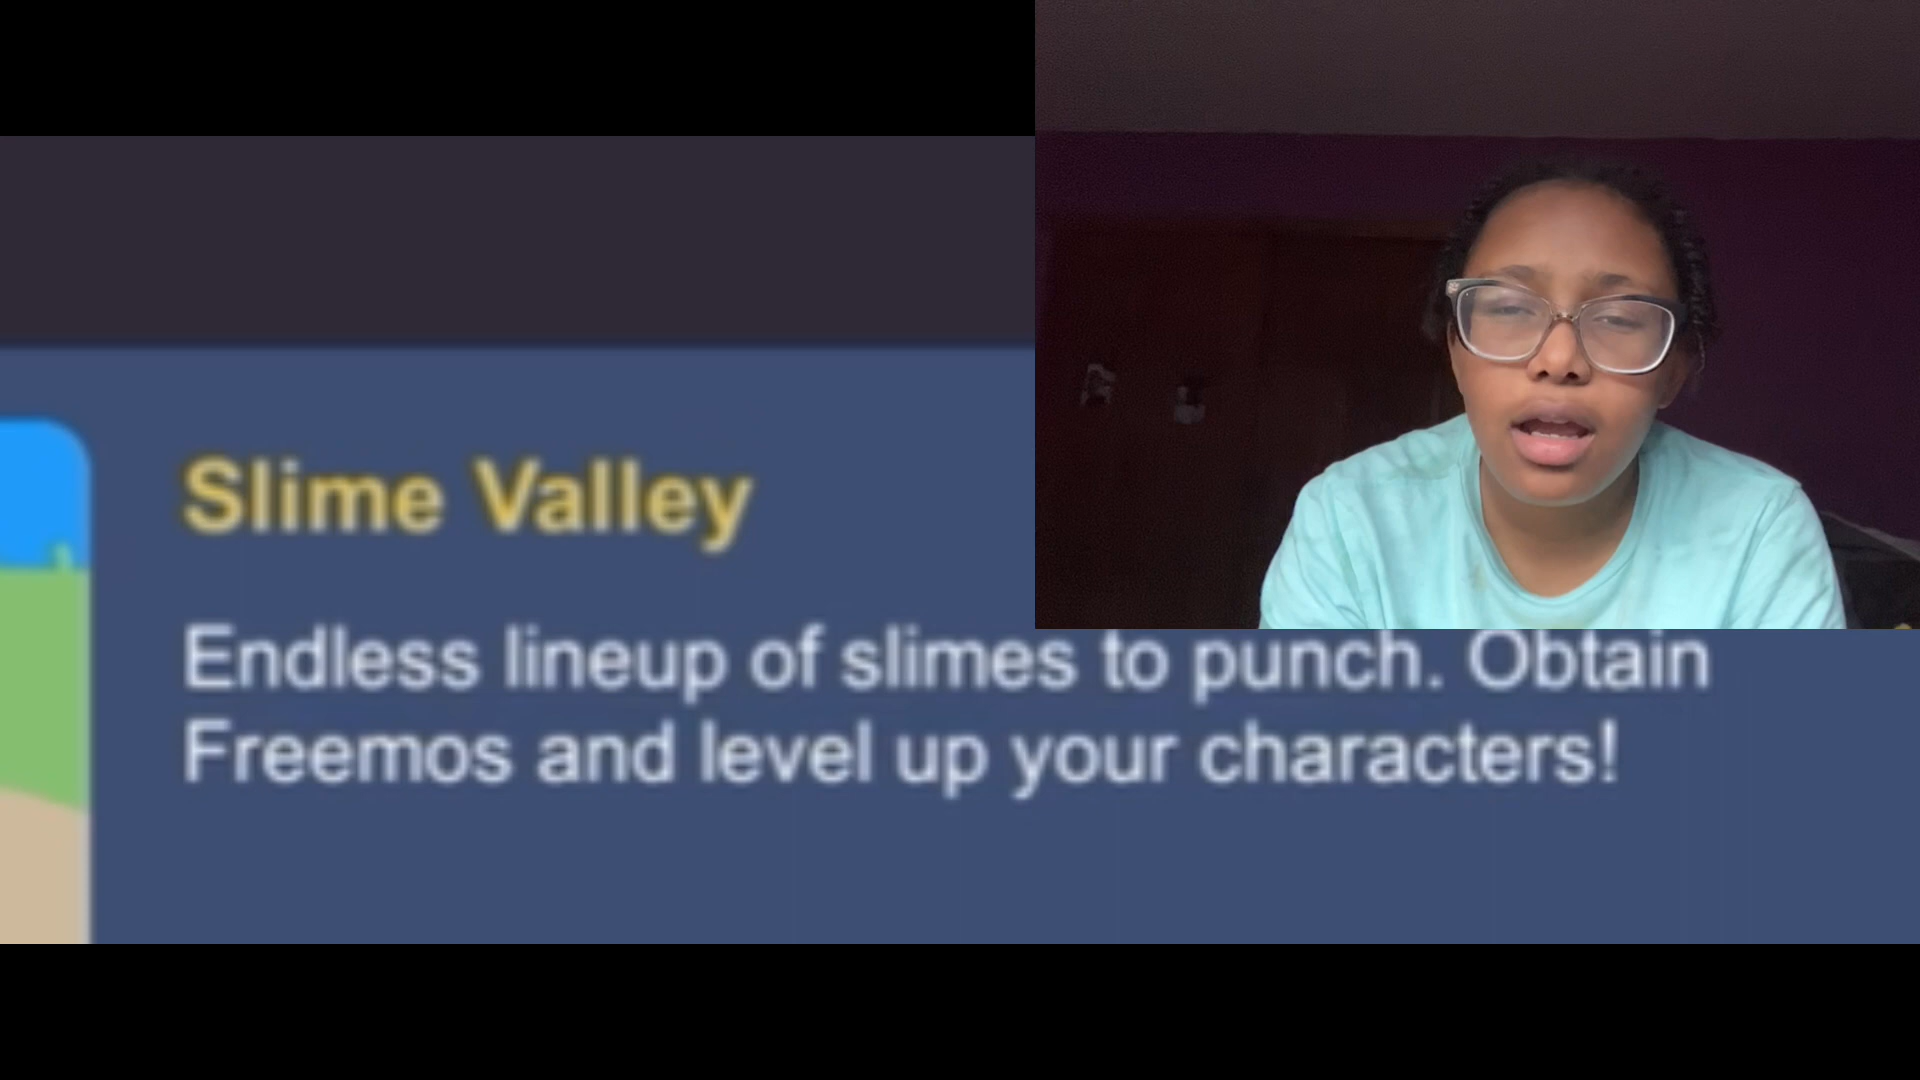 Slime Valley
Endless lineup of slimes to punch. Obtain
Freemos and level up your characters!